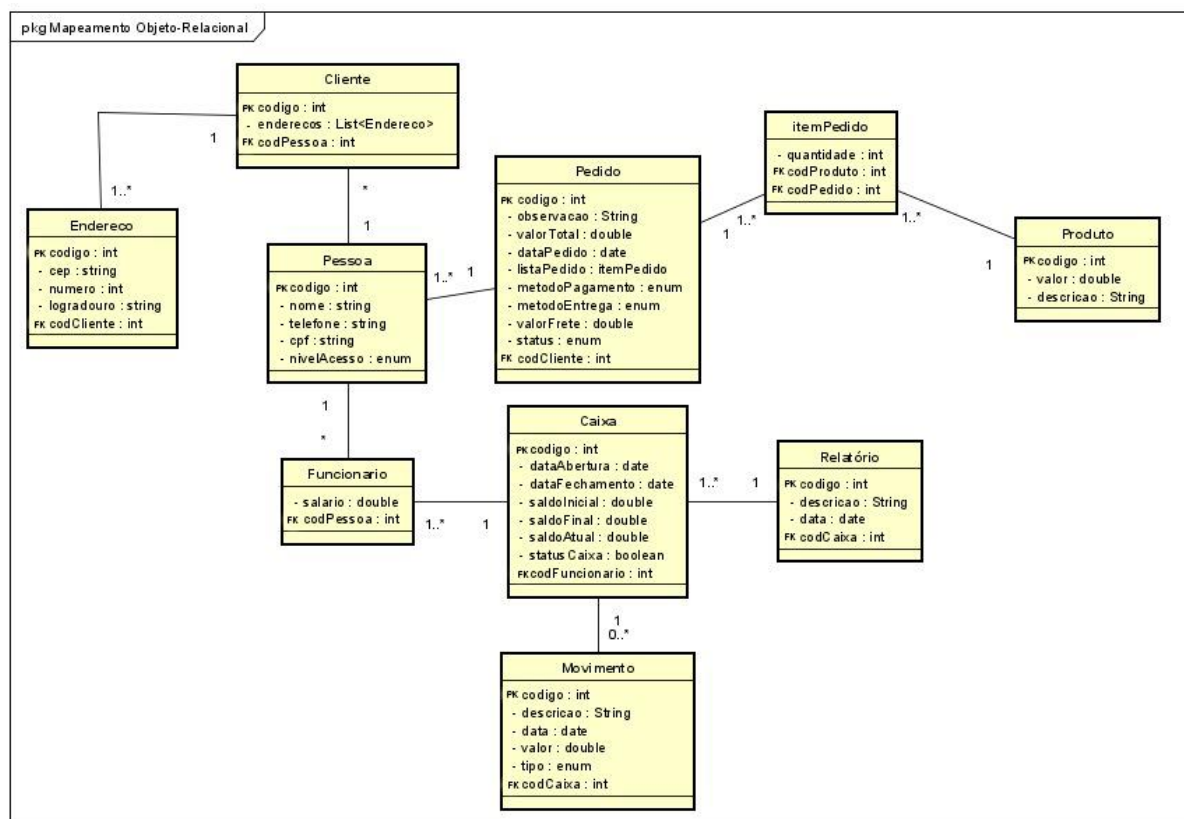 pkg Mapeamento Objeto-Relacional
Cliente
PK codigo : int
- enderecos : List<Endereco>
FK codPessoa : int
1
1..*
*
1
Endereco
PK codigo : int
- cep : string
- numero : int
- logradouro : string
FK codCliente : int
Pessoa
PK codigo : int
- nome : string
- telefone : string
- cpf : string
- nivelAcesso : enum
1..*
1
Pedido
PK codigo : int
- observacao : String
- valorTotal : double
- dataPedido : date
- listaPedido : itemPedido
- metodoPagamento : enum
- metodoEntrega : enum
- valorFrete : double
- status : enum
FK codCliente : int
1..*
1
itemPedido
- quantidade : int
FK codProduto : int
FK codPedido : int
1..*
1
Produto
PK codigo : int
- valor : double
- descricao : String
1
*
Funcionario
- salario : double
FK codPessoa : int
1..*
1
Caixa
PK codigo : int
- dataAbertura : date
- dataFechamento : date
- saldoInicial : double
- saldoFinal : double
- saldoAtual : double
- statusCaixa : boolean
FK codFuncionario : int
1..*
1
Relatório
PK codigo : int
- descricao : String
- data : date
FK codCaixa : int
1
0..*
Movimento
PK codigo : int
- descricao : String
- data : date
- valor : double
- tipo : enum
FK codCaixa : int